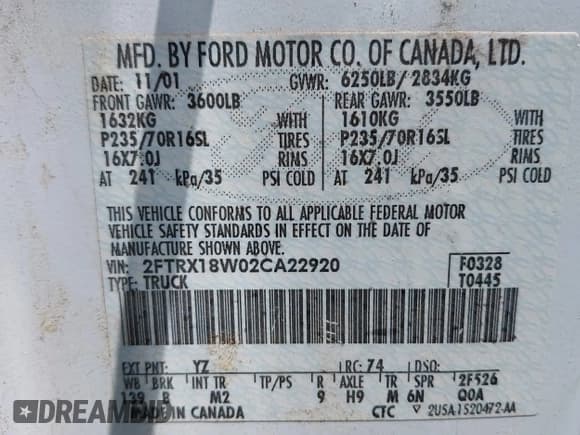 MFD. BY FORD MOTOR CO. OF CANADA, LTD.
DATE: 11/01 GVWR: 6250LB/2834KG
FRONT GAWR: 3600LB REAR GAWR: 3550LB
1632KG WITH 1610KG WITH
P235/70R16SL TIRES P235/70R16SL TIRES
16X7.0J RIMS 16X7.0J RIMS
AT 241 kPa/35 PSI COLD AT 241 kPa/35 PSI COLD
THIS VEHICLE CONFORMS TO ALL APPLICABLE FEDERAL MOTOR
VEHICLE SAFETY STANDARDS IN EFFECT ON THE DATE OF
MANUFACTURE SHOWN ABOVE.
VIN: 2FTRX18W02CA22920 F0328
TYPE: TRUCK T0445
EXT PNT: YZ RC: 74 DSO:
WB BRK INT TR TP/PS R AXLE TR SPR 2F526
139 B M2 9 H9 M 6N Q0A
MADE IN CANADA CTC ▽ 2U5A-1520472-AA
DREAMBID